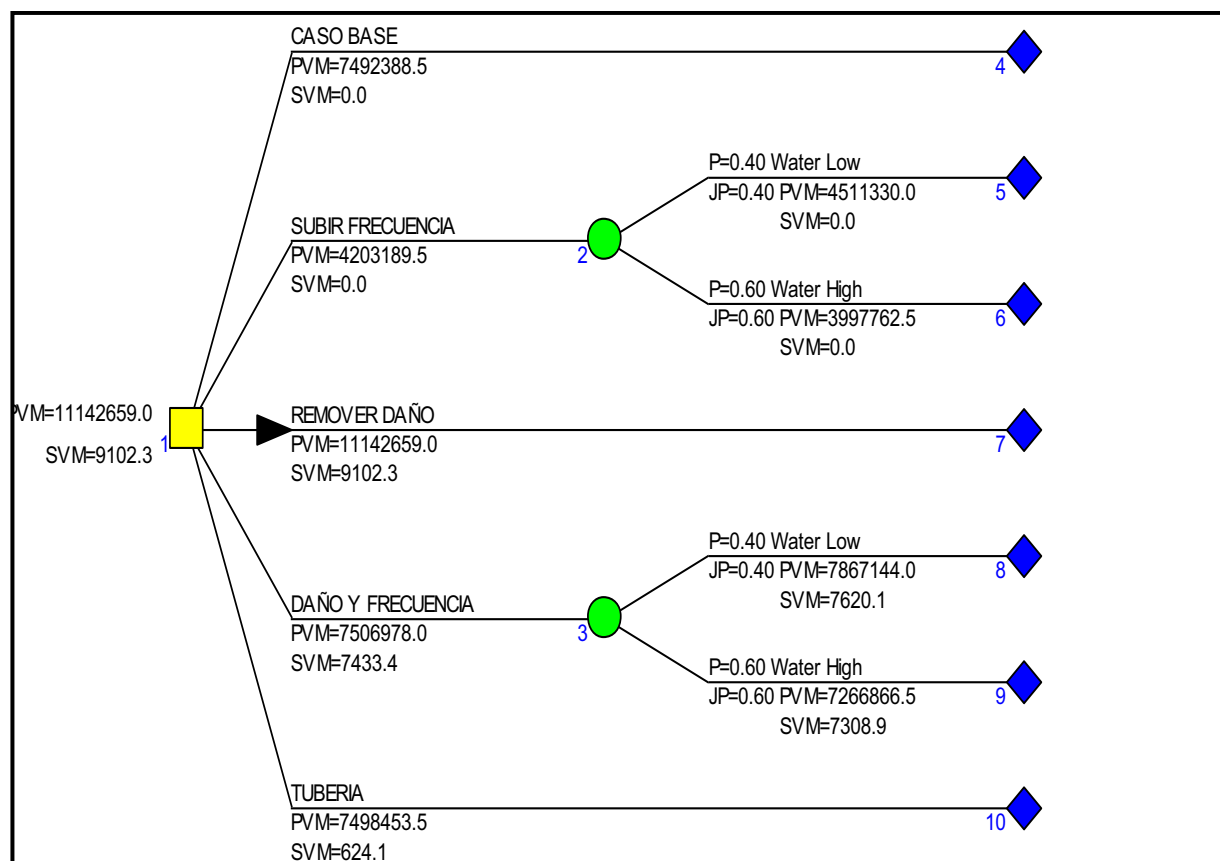 CASO BASE
PVM=7492388.5
4
SVM=0.0
P=0.40 Water Low
JP=0.40 PVM=4511330.0
5
SVM=0.0
SUBIR FRECUENCIA
PVM=4203189.5
2
SVM=0.0
P=0.60 Water High
JP=0.60 PVM=3997762.5
6
SVM=0.0
PVM=11142659.0
SVM=9102.3
1
REMOVER DAÑO
PVM=11142659.0
7
SVM=9102.3
P=0.40 Water Low
JP=0.40 PVM=7867144.0
8
SVM=7620.1
DAÑO Y FRECUENCIA
PVM=7506978.0
3
SVM=7433.4
P=0.60 Water High
JP=0.60 PVM=7266866.5
9
SVM=7308.9
TUBERIA
PVM=7498453.5
10
SVM=624.1